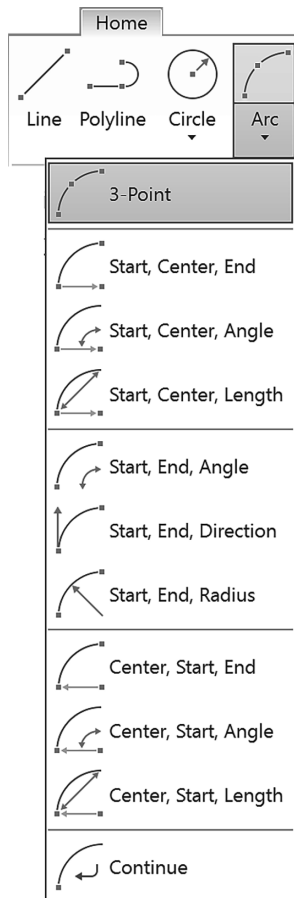 Home
Line Polyline Circle Arc
3-Point
Start, Center, End
Start, Center, Angle
Start, Center, Length
Start, End, Angle
Start, End, Direction
Start, End, Radius
Center, Start, End
Center, Start, Angle
Center, Start, Length
Continue